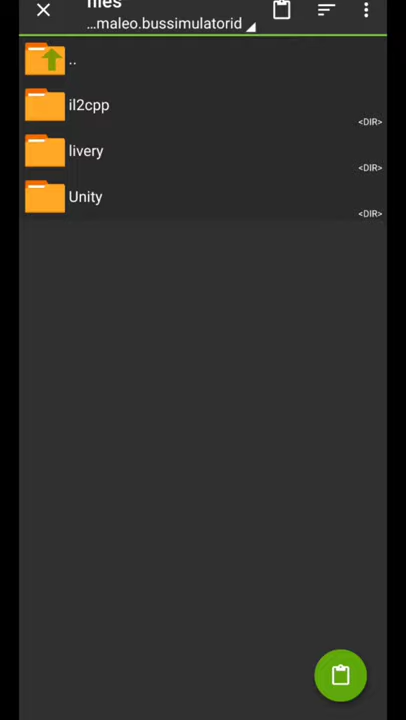 files
...maleo.bussimulatorid
..
il2cpp
<DIR>
livery
<DIR>
Unity
<DIR>